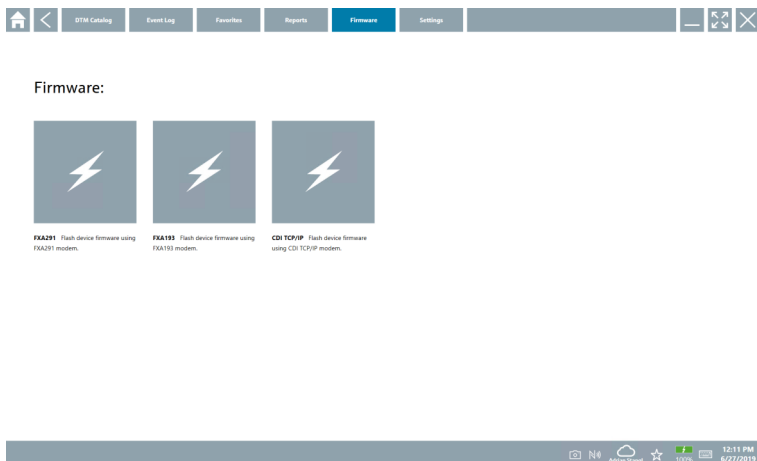 DTM Catalog Event Log Favorites Reports Firmware Settings
Firmware:
FXA291 Flash device firmware using
FXA291 modem.
FXA193 Flash device firmware using
FXA193 modem.
CDI TCP/IP Flash device firmware
using CDI TCP/IP modem.
100%
12:11 PM
6/27/2019